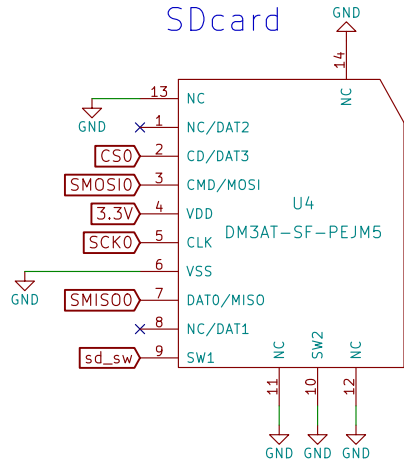 SDcard
GND
14
NC
13 NC
GND
1 NC/DAT2
CS0 2 CD/DAT3
SMOSI0 3 CMD/MOSI
U4
3.3V 4 VDD
DM3AT-SF-PEJM5
SCK0 5 CLK
6 VSS
GND
SMISO0 7 DAT0/MISO
8 NC/DAT1
sd_sw 9 SW1
NC SW2 NC
11 10 12
GND GND GND